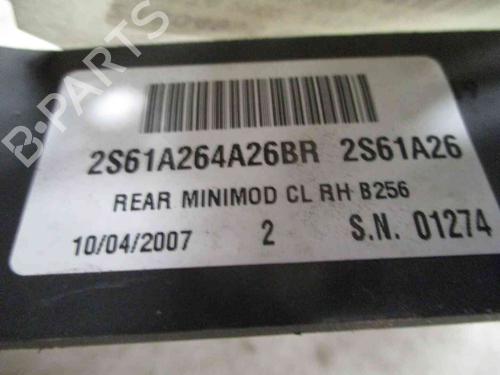 B-PARTS
2S61A264A26BR 2S61A26
REAR MINIMOD CL RH B256
10/04/2007 2 S.N. 01274